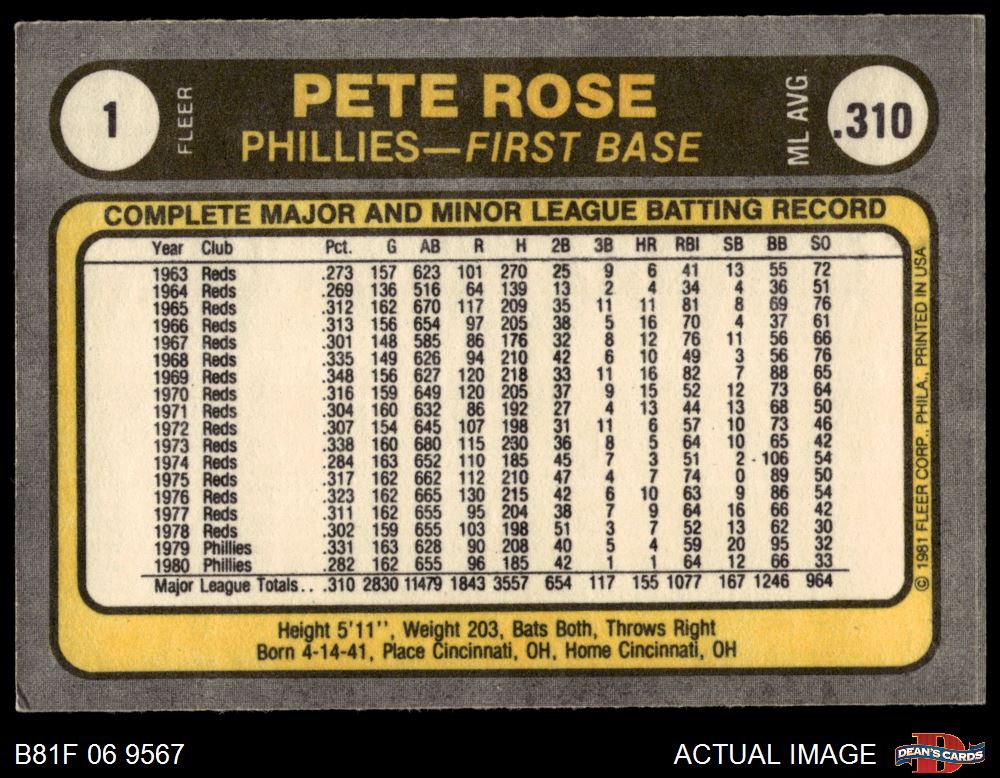 1 FLEER PETE ROSE ML AVG. .310
PHILLIES—FIRST BASE
COMPLETE MAJOR AND MINOR LEAGUE BATTING RECORD
Year Club Pct. G AB R H 2B 3B HR RBI SB BB SO
1963 Reds .273 157 623 101 270 25 9 6 41 13 55 72
1964 Reds .269 136 516 64 139 13 2 4 34 4 36 51
1965 Reds .312 162 670 117 209 35 11 11 81 8 69 76
1966 Reds .313 156 654 97 205 38 5 16 70 4 37 61
1967 Reds .301 148 585 86 176 32 8 12 76 11 56 66
1968 Reds .335 149 626 94 210 42 6 10 49 3 56 76
1969 Reds .348 156 627 120 218 33 11 16 82 7 88 65
1970 Reds .316 159 649 120 205 37 9 15 52 12 73 64
1971 Reds .304 160 632 86 192 27 4 13 44 13 68 50
1972 Reds .307 154 645 107 198 31 11 6 57 10 73 46
1973 Reds .338 160 680 115 230 36 8 5 64 10 65 42
1974 Reds .284 163 652 110 185 45 7 3 51 2 106 54
1975 Reds .317 162 662 112 210 47 4 7 74 0 89 50
1976 Reds .323 162 665 130 215 42 6 10 63 9 86 54
1977 Reds .311 162 655 95 204 38 7 9 64 16 66 42
1978 Reds .302 159 655 103 198 51 3 7 52 13 62 30
1979 Phillies .331 163 628 90 208 40 5 4 59 20 95 32
1980 Phillies .282 162 655 96 185 42 1 1 64 12 66 33
Major League Totals.. .310 2830 11479 1843 3557 654 117 155 1077 167 1246 964
© 1981 FLEER CORP., PHILA., PRINTED IN USA
Height 5'11'', Weight 203, Bats Both, Throws Right
Born 4-14-41, Place Cincinnati, OH, Home Cincinnati, OH
B81F 06 9567 ACTUAL IMAGE DEAN'S CARDS